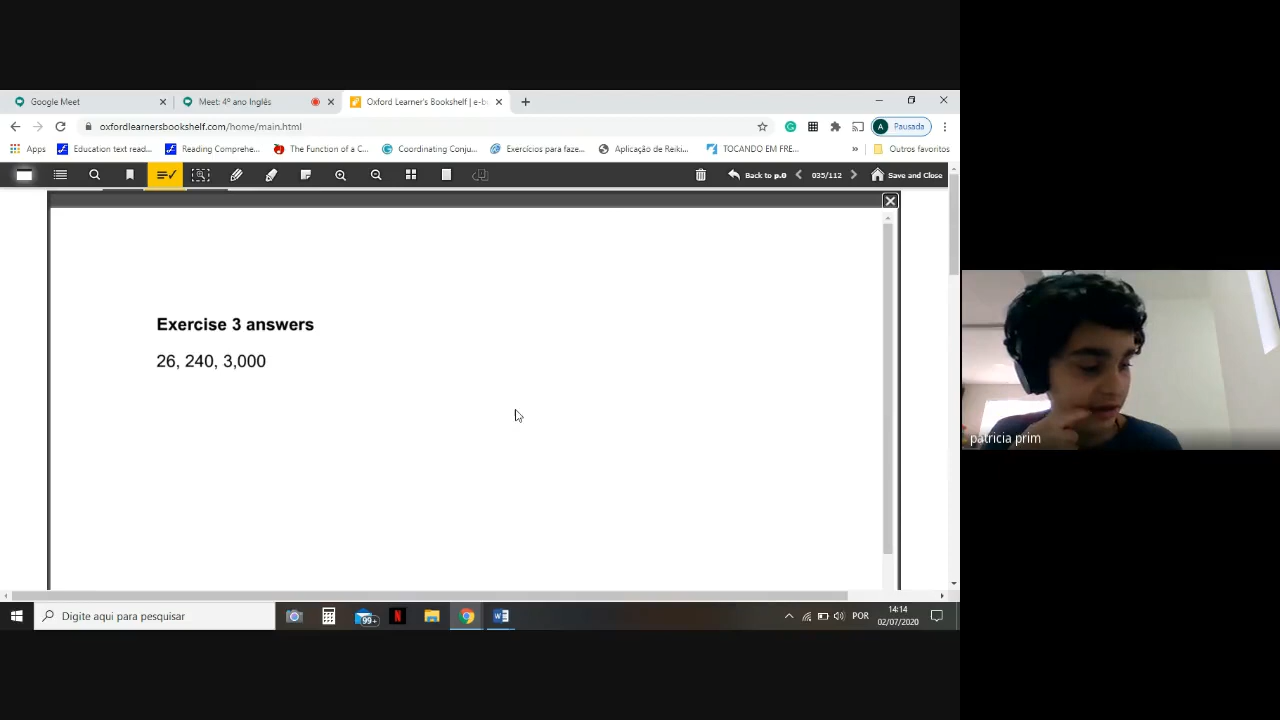 Google Meet
Meet: 4º ano Inglês
Oxford Learner's Bookshelf | e-b
oxfordlearnersbookshelf.com/home/main.html
A Pausada
Apps
Education text read...
Reading Comprehe...
The Function of a C...
Coordinating Conju...
Exercícios para faze...
Aplicação de Reiki...
TOCANDO EM FRE...
»
Outros favoritos
Back to p.0
035/112
Save and Close
Exercise 3 answers
26, 240, 3,000
patricia prim
Digite aqui para pesquisar
99+
N
W
POR
14:14
02/07/2020